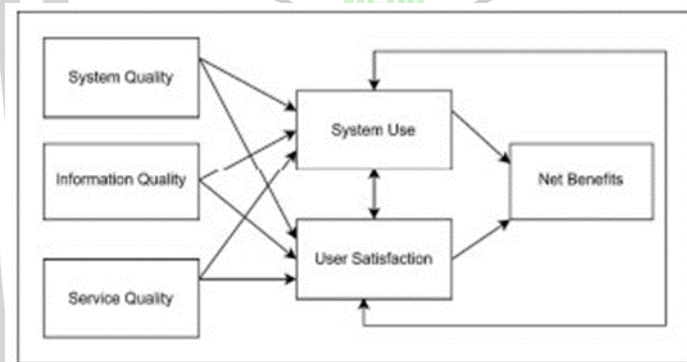 System Quality
Information Quality
Service Quality
System Use
User Satisfaction
Net Benefits